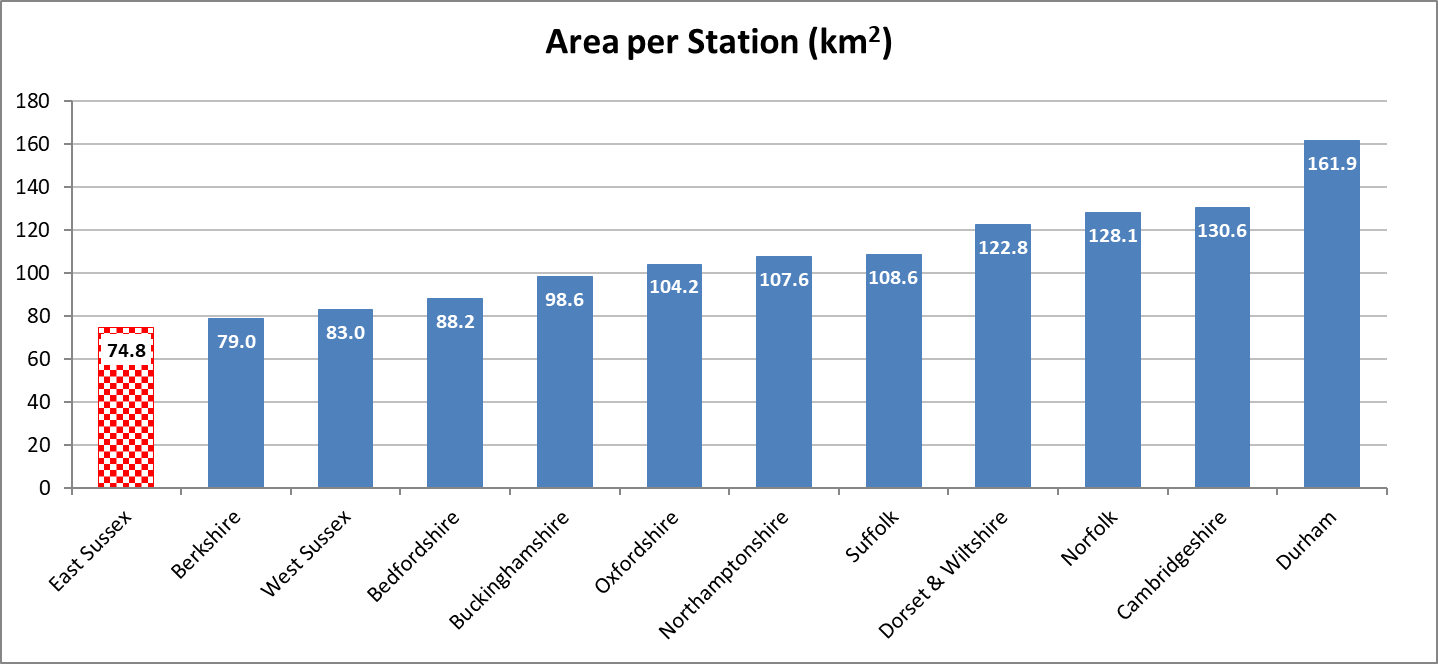 Area per Station (km²)
180
160
140
120
100
80
60
40
20
0
74.8
79.0
83.0
88.2
98.6
104.2
107.6
108.6
122.8
128.1
130.6
161.9
East Sussex
Berkshire
West Sussex
Bedfordshire
Buckinghamshire
Oxfordshire
Northamptonshire
Suffolk
Dorset & Wiltshire
Norfolk
Cambridgeshire
Durham